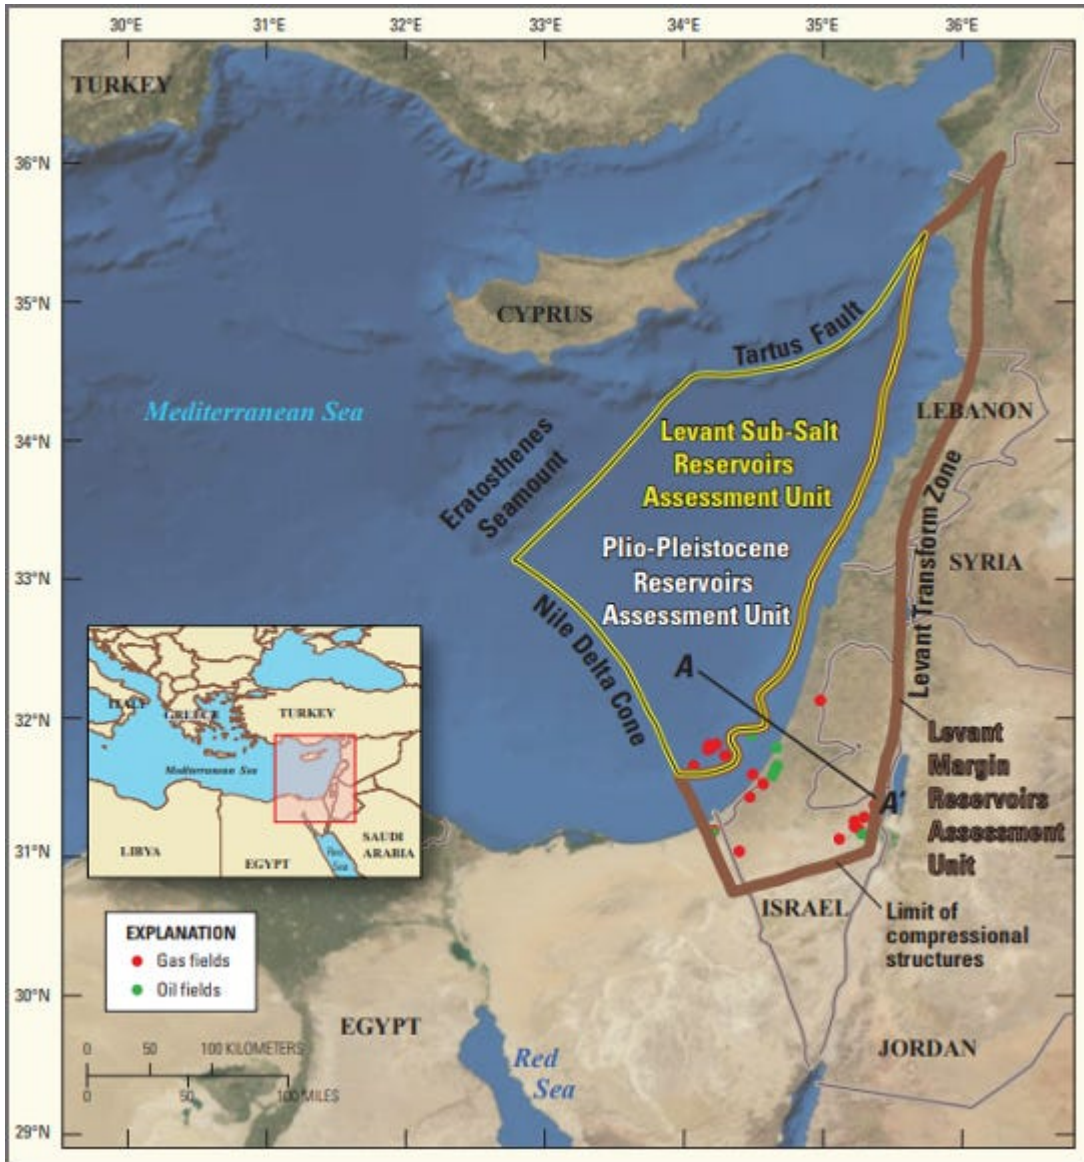 30°E 31°E 32°E 33°E 34°E 35°E 36°E
TURKEY
36°N
35°N
CYPRUS
Tartus Fault
Mediterranean Sea
34°N
LEBANON
Levant Sub-Salt
Reservoirs
Assessment Unit
Eratosthenes
Seamount
Levant Transform Zone
Plio-Pleistocene
Reservoirs
Assessment Unit
SYRIA
33°N
Nile Delta Cone
A
32°N
ITALY
GREECE
TURKEY
Mediterranean Sea
LIBYA
EGYPT
Red
Sea
SAUDI
ARABIA
Levant
Margin
Reservoirs
Assessment
Unit
A'
31°N
ISRAEL
Limit of
compressional
structures
EXPLANATION
Gas fields
Oil fields
30°N
EGYPT
Red
Sea
JORDAN
0 50 100 KILOMETERS
0 50 100 MILES
29°N